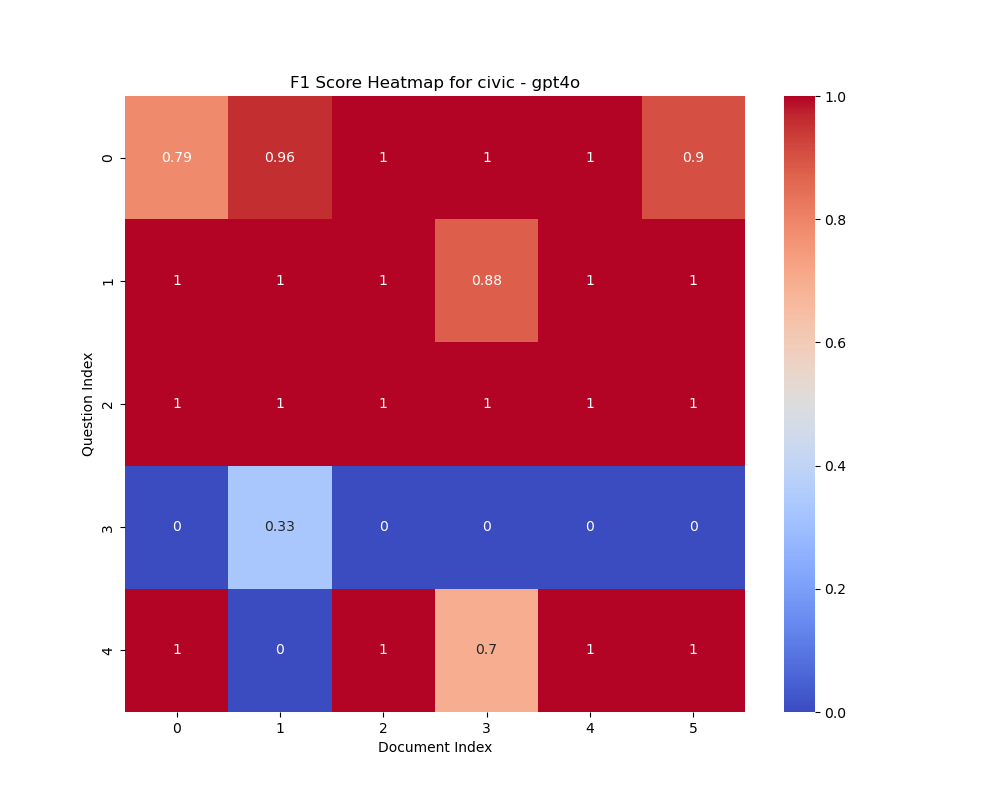 F1 Score Heatmap for civic - gpt4o
0 0.79 0.96 1 1 1 0.9
1 1 1 1 0.88 1 1
2 1 1 1 1 1 1
3 0 0.33 0 0 0 0
4 1 0 1 0.7 1 1
0 1 2 3 4 5
Document Index
Question Index
1.0
0.8
0.6
0.4
0.2
0.0